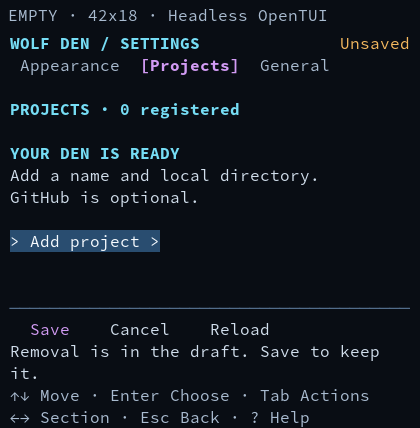 EMPTY · 42x18 · Headless OpenTUI
WOLF DEN / SETTINGS Unsaved
Appearance [Projects] General
PROJECTS • 0 registered
YOUR DEN IS READY
Add a name and local directory.
GitHub is optional.
> Add project >
Save Cancel Reload
Removal is in the draft. Save to keep
it.
↑↓ Move · Enter Choose · Tab Actions
←→ Section · Esc Back · ? Help